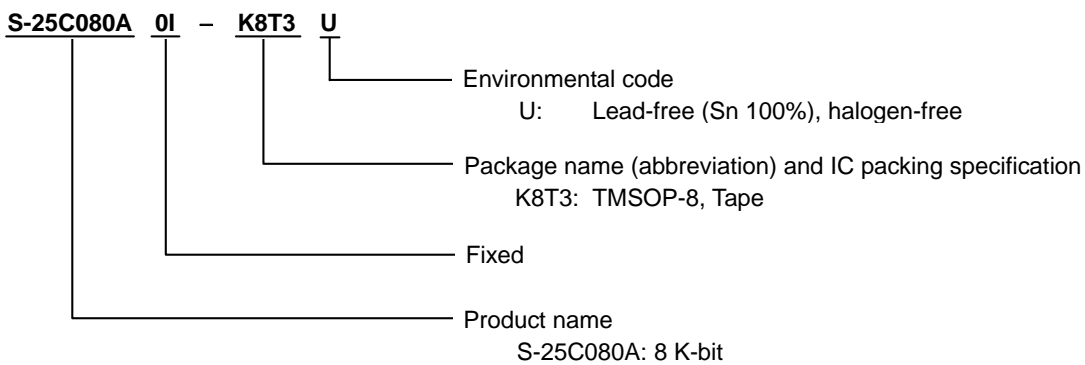 S-25C080A 0I – K8T3 U
Environmental code
U: Lead-free (Sn 100%), halogen-free
Package name (abbreviation) and IC packing specification
K8T3: TMSOP-8, Tape
Fixed
Product name
S-25C080A: 8 K-bit